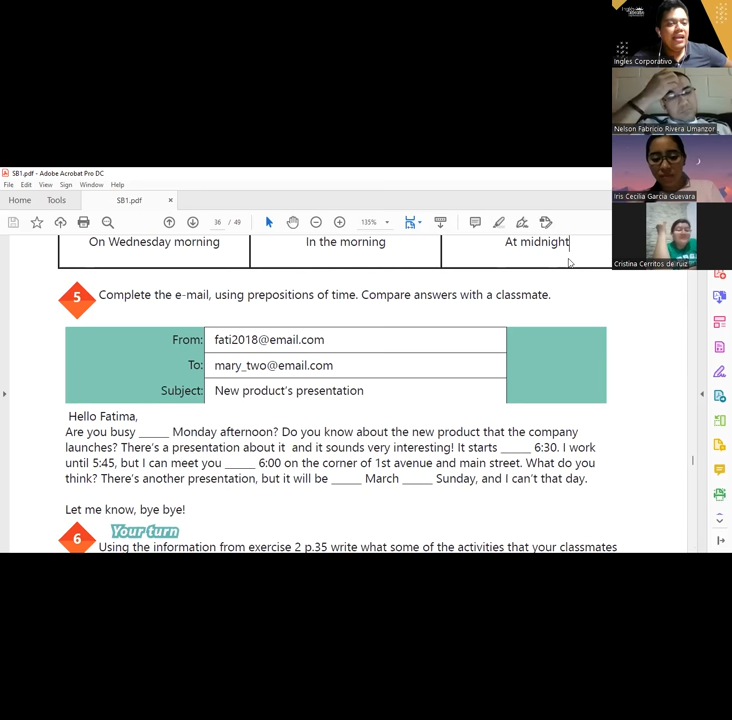 Ingles Corporativo
Nelson Fabricio Rivera Umanzor
Iris Cecilia Garcia Guevara
Cristina Cerritos de ruiz
SB1.pdf - Adobe Acrobat Pro DC
File Edit View Sign Window Help
Home Tools SB1.pdf ×
36 / 49 135%
On Wednesday morning In the morning At midnight
5 Complete the e-mail, using prepositions of time. Compare answers with a classmate.
From: fati2018@email.com
To: mary_two@email.com
Subject: New product's presentation
Hello Fatima,
Are you busy _____ Monday afternoon? Do you know about the new product that the company
launches? There's a presentation about it and it sounds very interesting! It starts _____ 6:30. I work
until 5:45, but I can meet you _____ 6:00 on the corner of 1st avenue and main street. What do you
think? There's another presentation, but it will be _____ March _____ Sunday, and I can't that day.
Let me know, bye bye!
6 Your turn
Using the information from exercise 2 p.35 write what some of the activities that your classmates